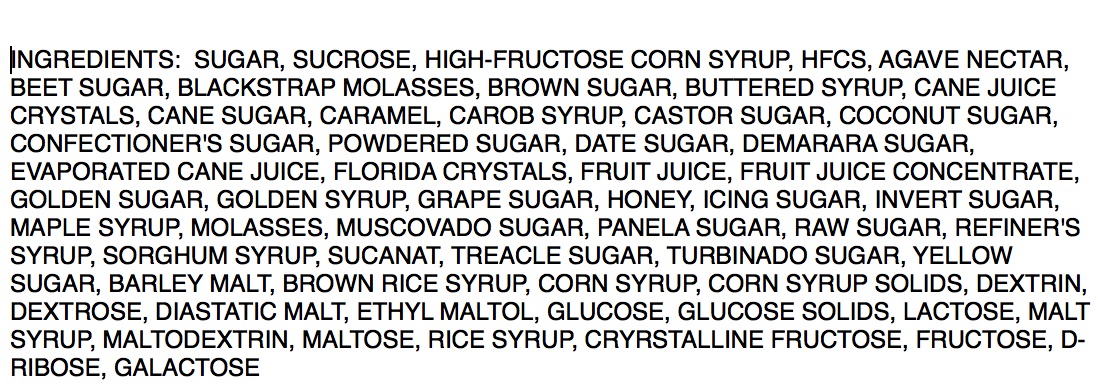 INGREDIENTS:  SUGAR, SUCROSE, HIGH-FRUCTOSE CORN SYRUP, HFCS, AGAVE NECTAR,
BEET SUGAR, BLACKSTRAP MOLASSES, BROWN SUGAR, BUTTERED SYRUP, CANE JUICE
CRYSTALS, CANE SUGAR, CARAMEL, CAROB SYRUP, CASTOR SUGAR, COCONUT SUGAR,
CONFECTIONER'S SUGAR, POWDERED SUGAR, DATE SUGAR, DEMARARA SUGAR,
EVAPORATED CANE JUICE, FLORIDA CRYSTALS, FRUIT JUICE, FRUIT JUICE CONCENTRATE,
GOLDEN SUGAR, GOLDEN SYRUP, GRAPE SUGAR, HONEY, ICING SUGAR, INVERT SUGAR,
MAPLE SYRUP, MOLASSES, MUSCOVADO SUGAR, PANELA SUGAR, RAW SUGAR, REFINER'S
SYRUP, SORGHUM SYRUP, SUCANAT, TREACLE SUGAR, TURBINADO SUGAR, YELLOW
SUGAR, BARLEY MALT, BROWN RICE SYRUP, CORN SYRUP, CORN SYRUP SOLIDS, DEXTRIN,
DEXTROSE, DIASTATIC MALT, ETHYL MALTOL, GLUCOSE, GLUCOSE SOLIDS, LACTOSE, MALT
SYRUP, MALTODEXTRIN, MALTOSE, RICE SYRUP, CRYRSTALLINE FRUCTOSE, FRUCTOSE, D-
RIBOSE, GALACTOSE